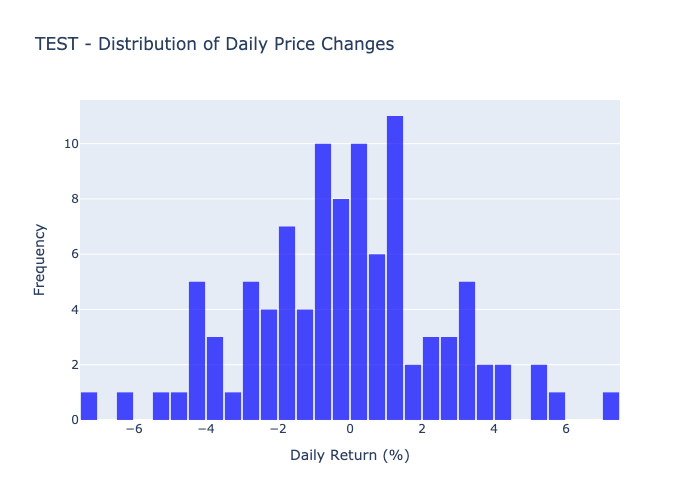 TEST - Distribution of Daily Price Changes
Frequency
10
8
6
4
2
0
−6 −4 −2 0 2 4 6
Daily Return (%)